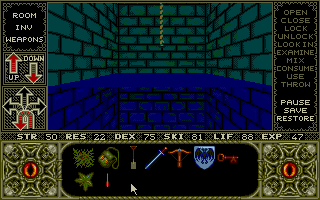 ROOM
INV
WEAPONS
DOWN
UP
OPEN
CLOSE
LOCK
UNLOCK
LOOK IN
EXAMINE
MIX
CONSUME
USE
THROW
PAUSE
SAVE
RESTORE
STR 50 RES 22 DEX 75 SKI 81 LIF 88 EXP 47